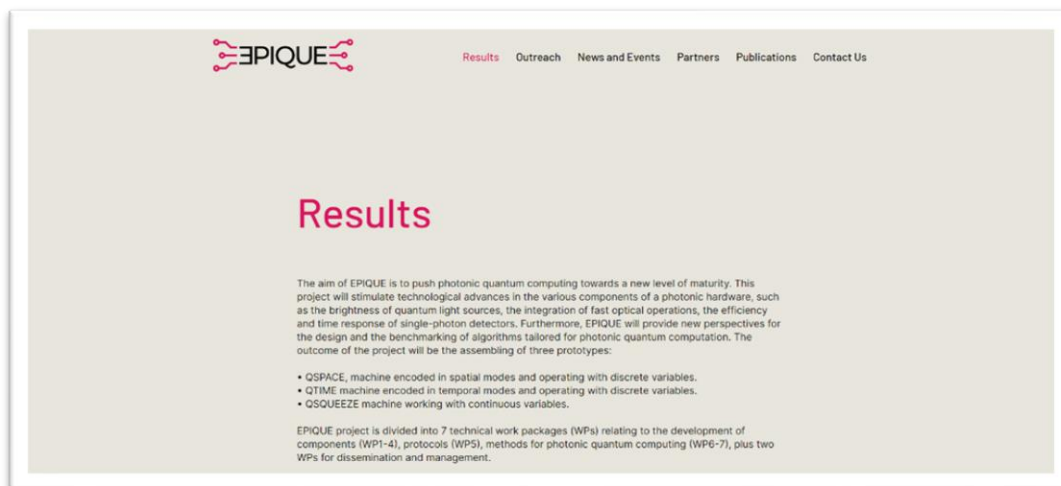 EPIQUE
Results Outreach News and Events Partners Publications Contact Us
Results
The aim of EPIQUE is to push photonic quantum computing towards a new level of maturity. This
project will stimulate technological advances in the various components of a photonic hardware, such
as the brightness of quantum light sources, the integration of fast optical operations, the efficiency
and time response of single-photon detectors. Furthermore, EPIQUE will provide new perspectives for
the design and the benchmarking of algorithms tailored for photonic quantum computation. The
outcome of the project will be the assembling of three prototypes:
• QSPACE, machine encoded in spatial modes and operating with discrete variables.
• QTIME machine encoded in temporal modes and operating with discrete variables.
• QSQUEEZE machine working with continuous variables.
EPIQUE project is divided into 7 technical work packages (WPs) relating to the development of
components (WP1-4), protocols (WP5), methods for photonic quantum computing (WP6-7), plus two
WPs for dissemination and management.